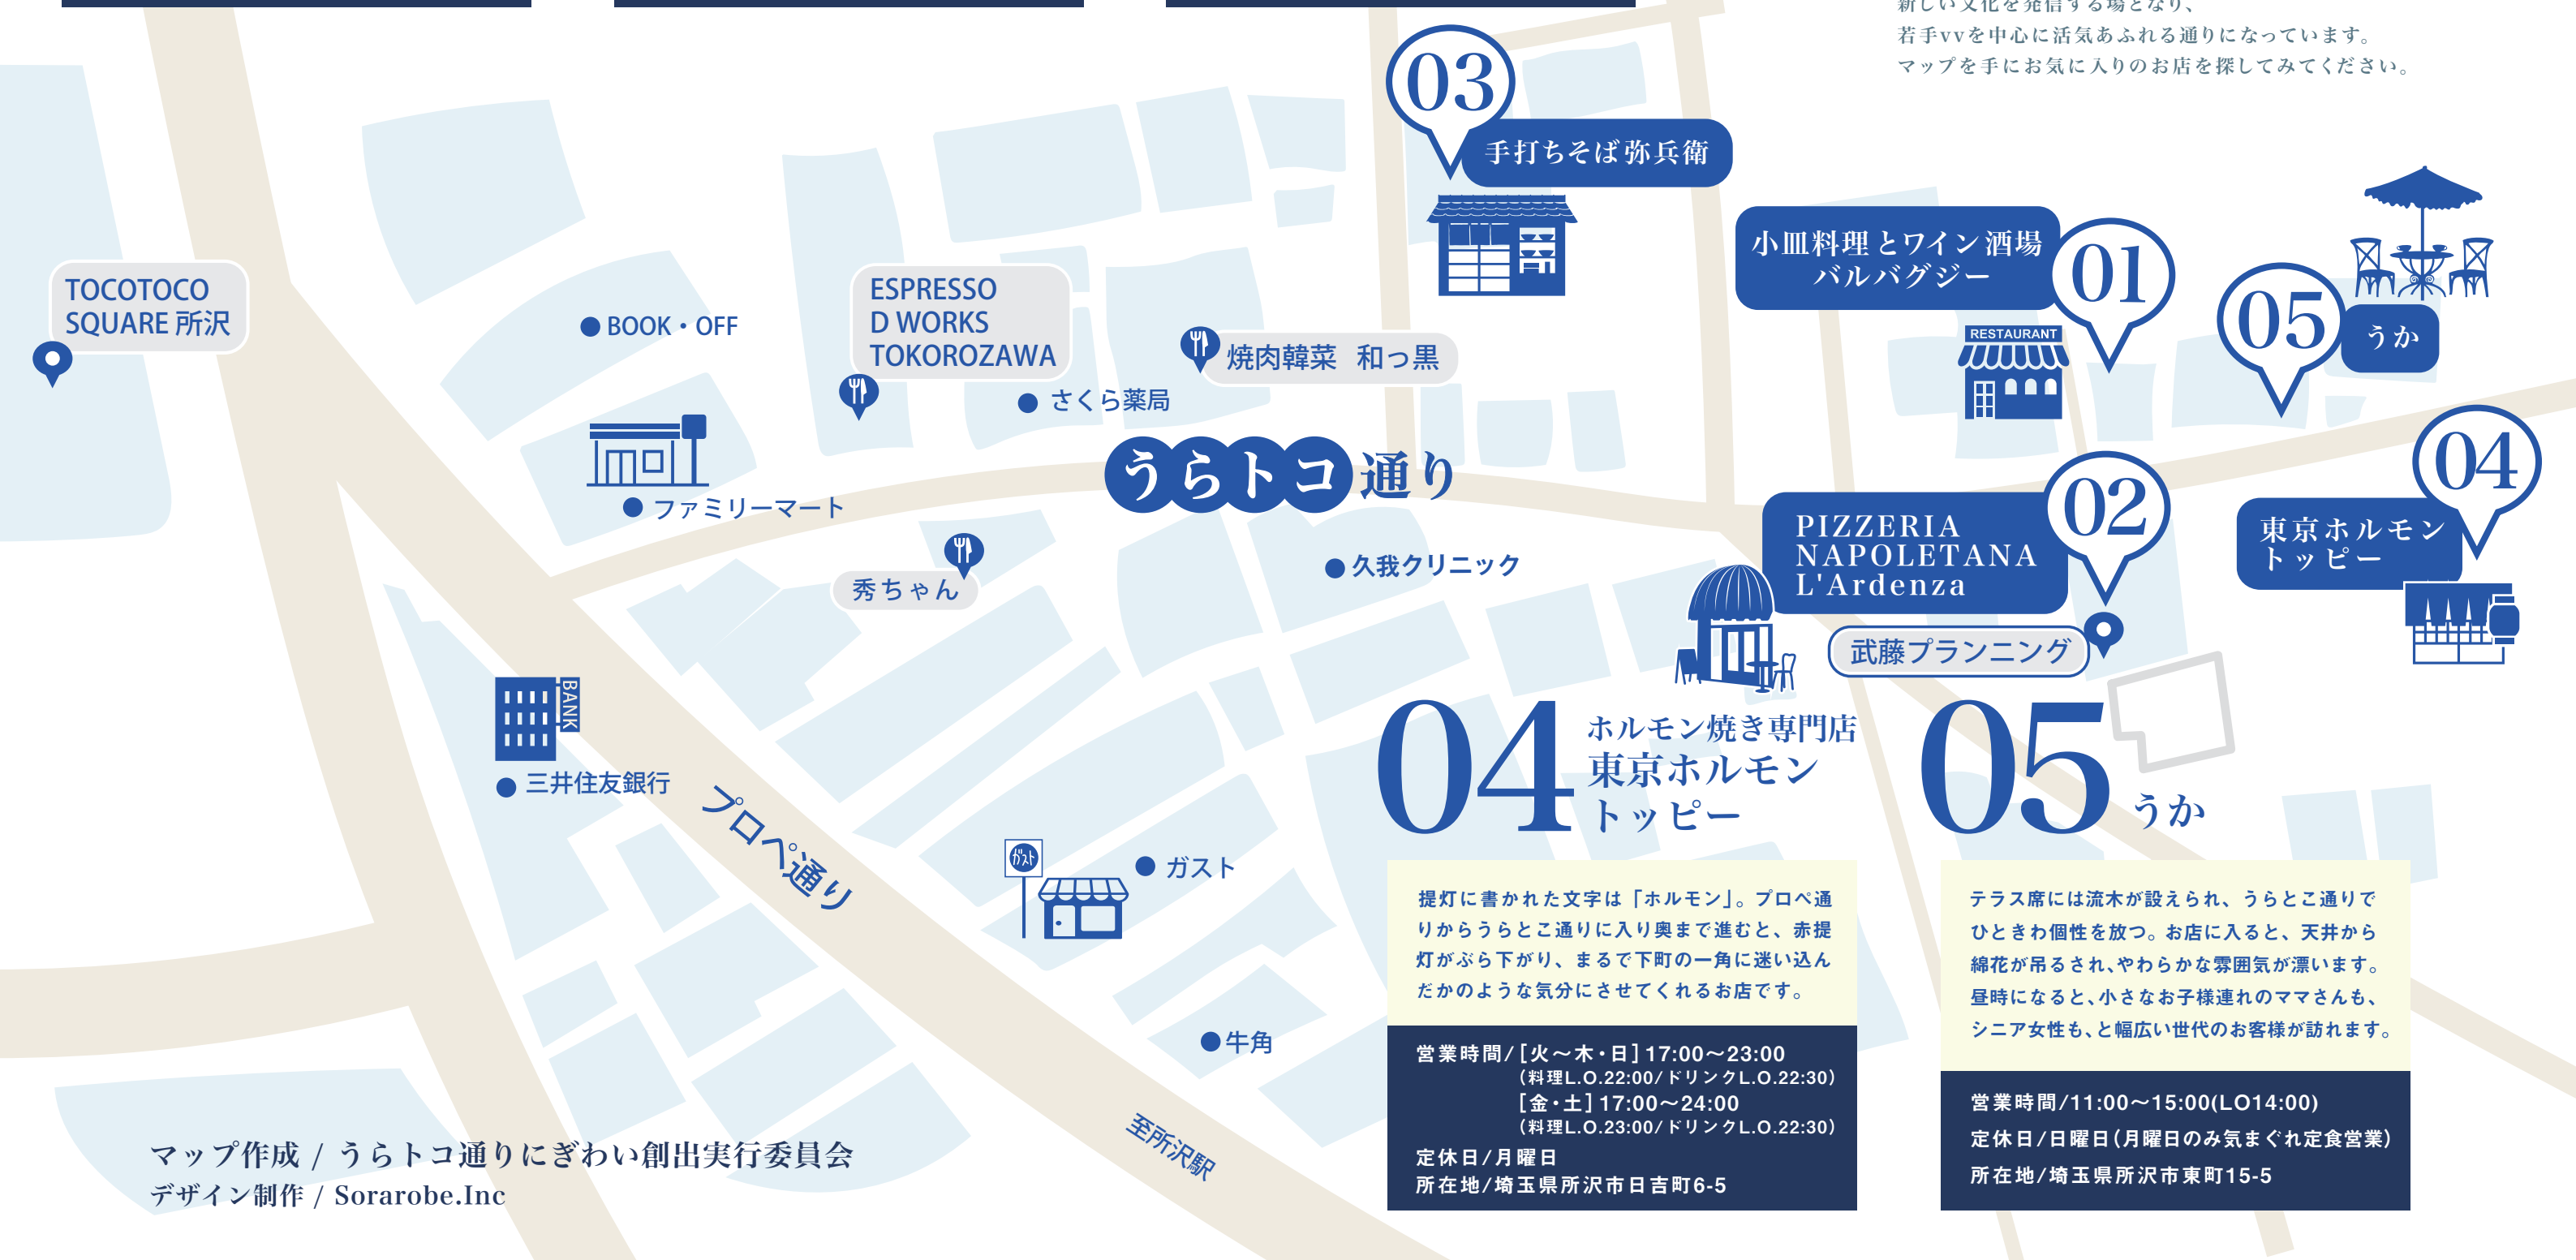 新しい文化を発信する場となり、
若手vvを中心に活気あふれる通りになっています。
マップを手にお気に入りのお店を探してみてください。
03
手打ちそば 弥兵衛
小皿料理とワイン酒場
バルバグジー
01
RESTAURANT
05
うか
TOCOTOCO
SQUARE 所沢
BOOK・OFF
ESPRESSO
D WORKS
TOKOROZAWA
焼肉韓菜 和っ黒
さくら薬局
04
東京ホルモン
トッピー
うらトコ通り
ファミリーマート
02
PIZZERIA
NAPOLETANA
L'Ardenza
久我クリニック
秀ちゃん
武藤プランニング
BANK
三井住友銀行
プロペ通り
ガスト
ガスト
牛角
至所沢駅
04
ホルモン焼き専門店
東京ホルモン
トッピー
提灯に書かれた文字は「ホルモン」。プロペ通
りからうらとこ通りに入り奥まで進むと、赤提
灯がぶら下がり、まるで下町の一角に迷い込ん
だかのような気分にさせてくれるお店です。
営業時間/[火〜木・日]17:00〜23:00
(料理L.O.22:00/ドリンクL.O.22:30)
[金・土]17:00〜24:00
(料理L.O.23:00/ドリンクL.O.22:30)
定休日/月曜日
所在地/埼玉県所沢市日吉町6-5
05
うか
テラス席には流木が設えられ、うらとこ通りで
ひときわ個性を放つ。お店に入ると、天井から
綿花が吊るされ、やわらかな雰囲気が漂います。
昼時になると、小さなお子様連れのママさんも、
シニア女性も、と幅広い世代のお客様が訪れます。
営業時間/11:00〜15:00(LO14:00)
定休日/日曜日(月曜日のみ気まぐれ定食営業)
所在地/埼玉県所沢市東町15-5
マップ作成 / うらトコ通りにぎわい創出実行委員会
デザイン制作 / Sorarobe.Inc